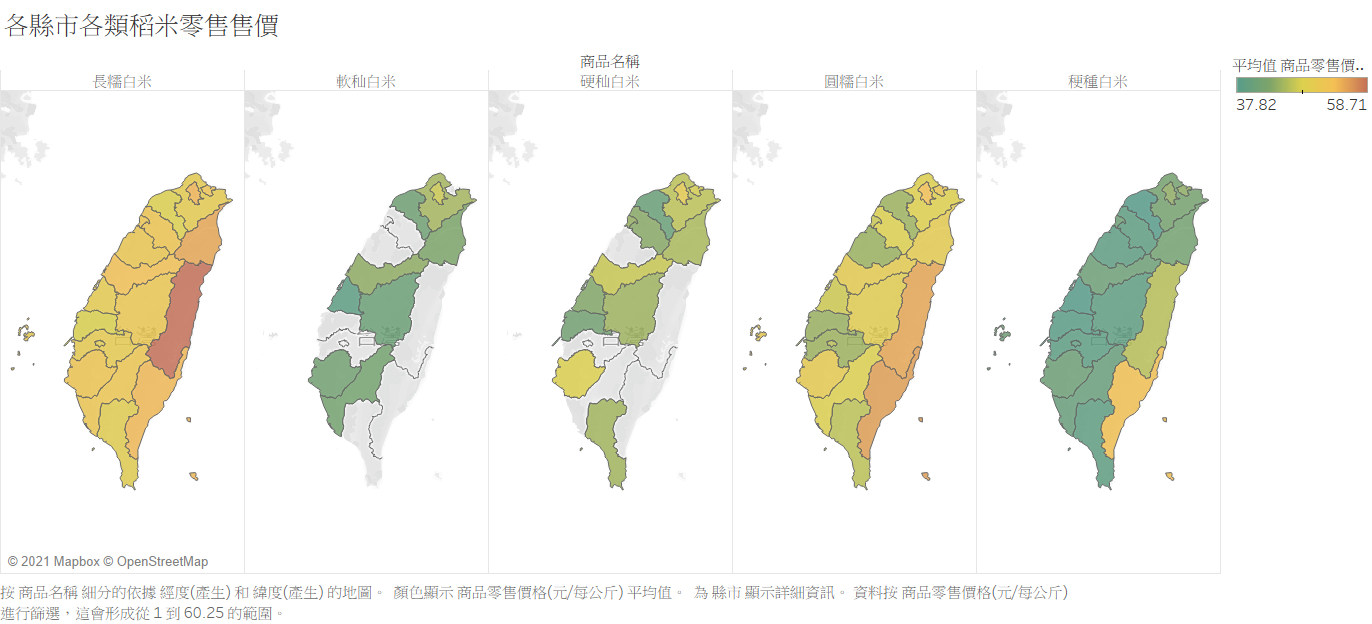 各縣市各類稻米零售售價
商品名稱
長糯白米 軟秈白米 硬秈白米 圓糯白米 稉種白米
平均值 商品零售價..
37.82 58.71
© 2021 Mapbox © OpenStreetMap
按 商品名稱 細分的依據 經度(產生) 和 緯度(產生) 的地圖。 顏色顯示 商品零售價格(元/每公斤) 平均值。 為 縣市 顯示詳細資訊。 資料按 商品零售價格(元/每公斤)
進行篩選，這會形成從 1 到 60.25 的範圍。